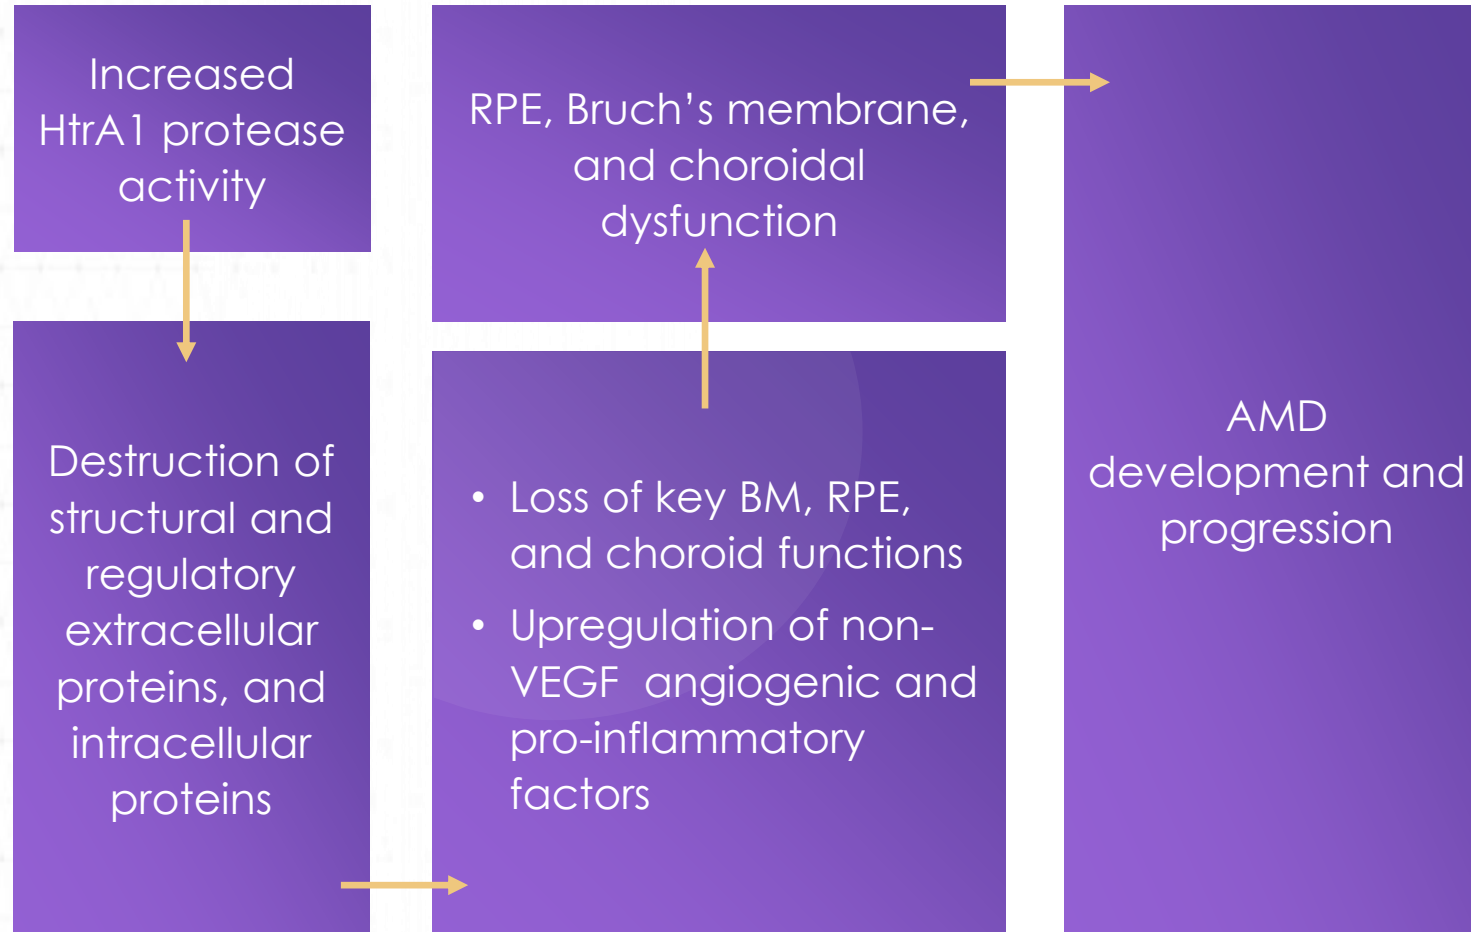 Increased
HtrA1 protease
activity
Destruction of
structural and
regulatory
extracellular
proteins, and
intracellular
proteins
• Loss of key BM, RPE,
and choroid functions
• Upregulation of non-
VEGF  angiogenic and
pro-inflammatory
factors
RPE, Bruch’s membrane,
and choroidal
dysfunction
AMD
development and
progression